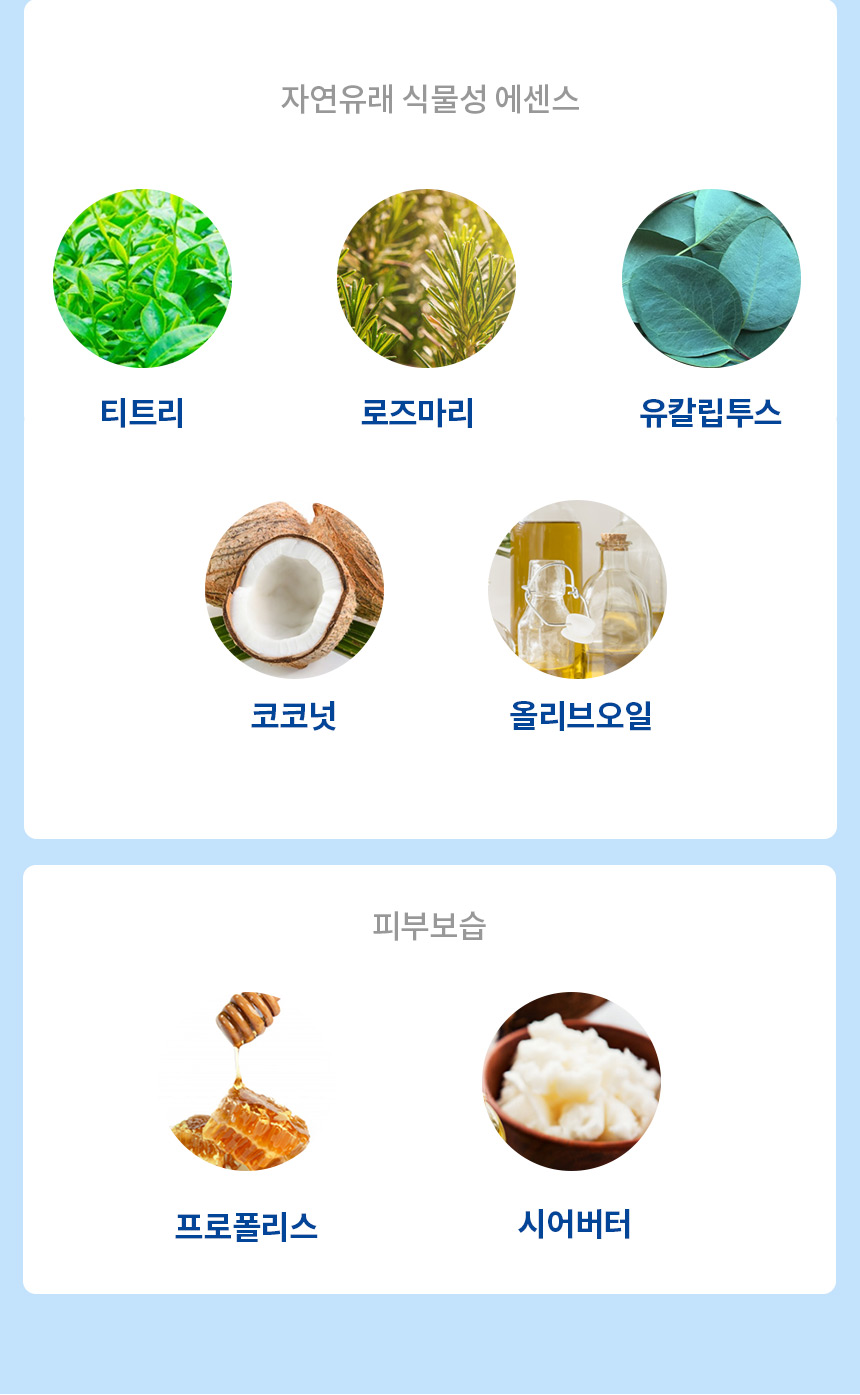 자연유래 식물성 에센스
티트리
로즈마리
유칼립투스
코코넛
올리브오일
피부보습
프로폴리스
시어버터